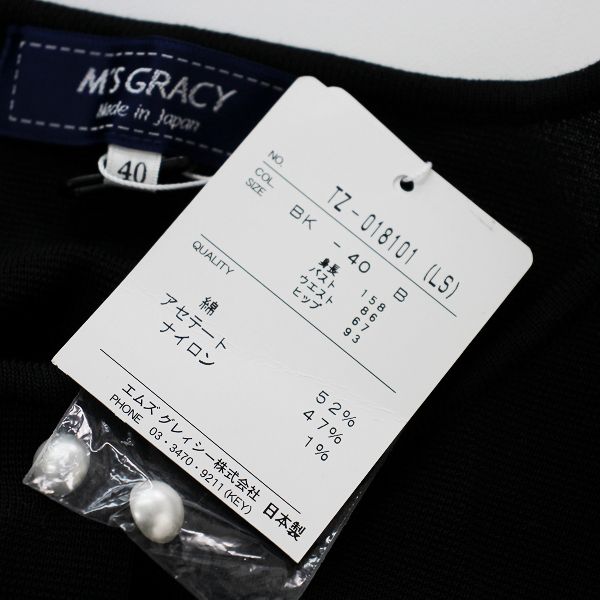 M'S GRACY
Made in Japan
40
NO. TZ-018101 (LS)
COL. BK
SIZE -40 B
身長 158
バスト 86
ウエスト 67
ヒップ 93
QUALITY
綿 52%
アセテート 47%
ナイロン 1%
エムズ グレイシー株式会社
PHONE 03・3470・9211 (KEY) 日本製